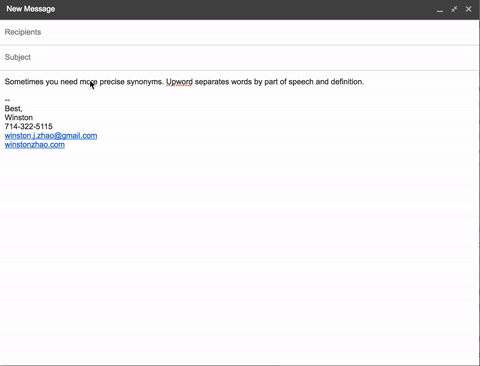 New Message
Recipients
Subject
Sometimes you need more precise synonyms. Upword separates words by part of speech and definition.
--
Best,
Winston
714-322-5115
winston.j.zhao@gmail.com
winstonzhao.com